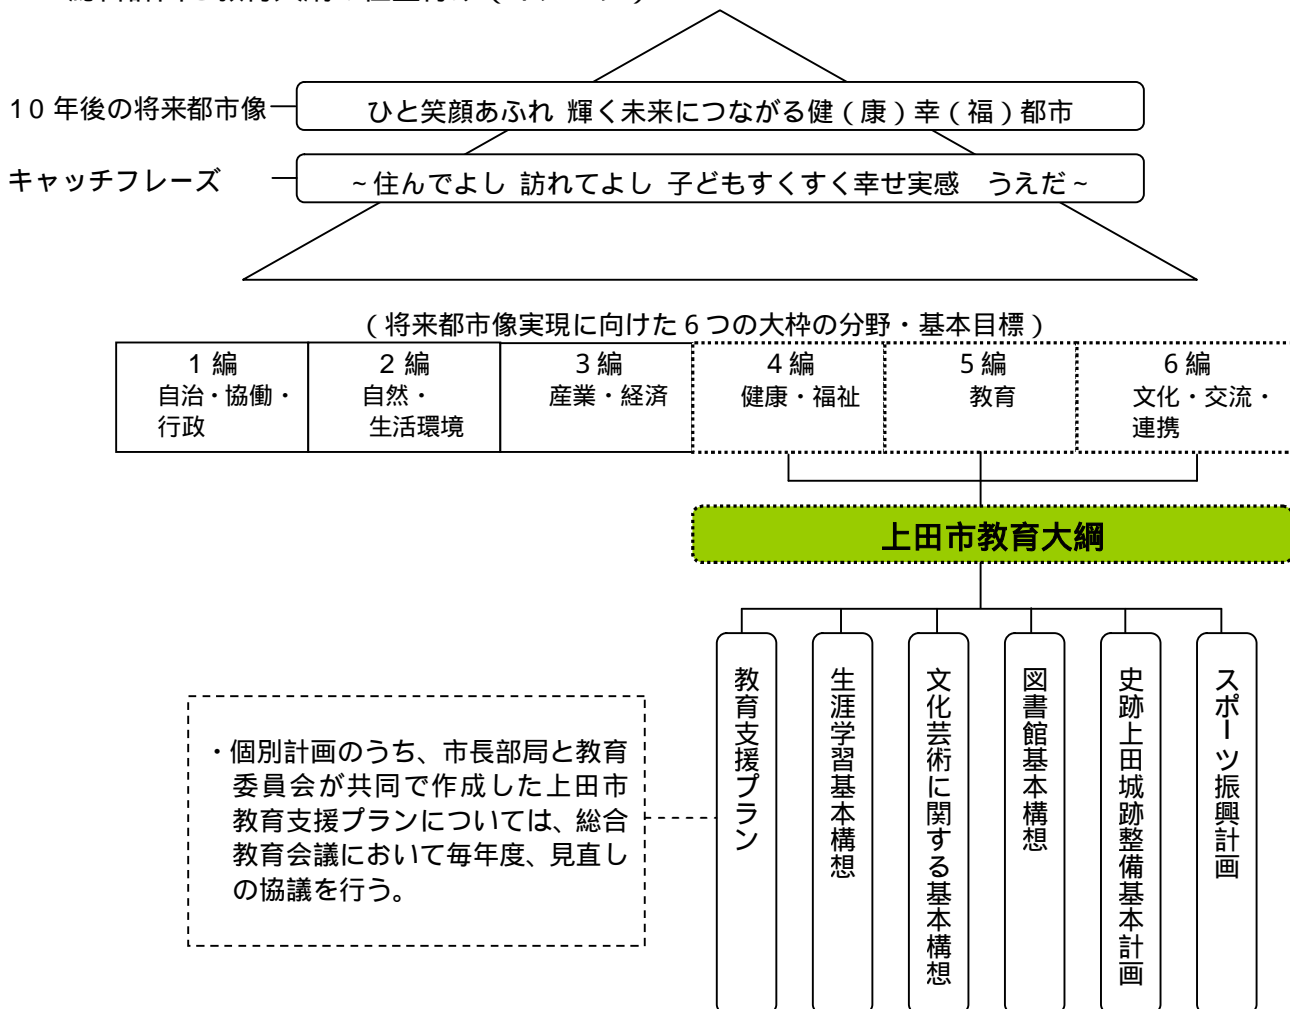 10年後の将来都市像
ひと笑顔あふれ 輝く未来につながる健(康)幸(福)都市
キャッチフレーズ
~住んでよし 訪れてよし 子どもすくすく幸せ実感 うえだ~
(将来都市像実現に向けた6つの大枠の分野・基本目標)
1編
自治・協働・
行政
2編
自然・
生活環境
3編
産業・経済
4編
健康・福祉
5編
教育
6編
文化・交流・
連携
上田市教育大綱
教育支援プラン
生涯学習基本構想
文化芸術に関する基本構想
図書館基本構想
史跡上田城跡整備基本計画
スポーツ振興計画
・個別計画のうち、市長部局と教育
委員会が共同で作成した上田市
教育支援プランについては、総合
教育会議において毎年度、見直し
の協議を行う。